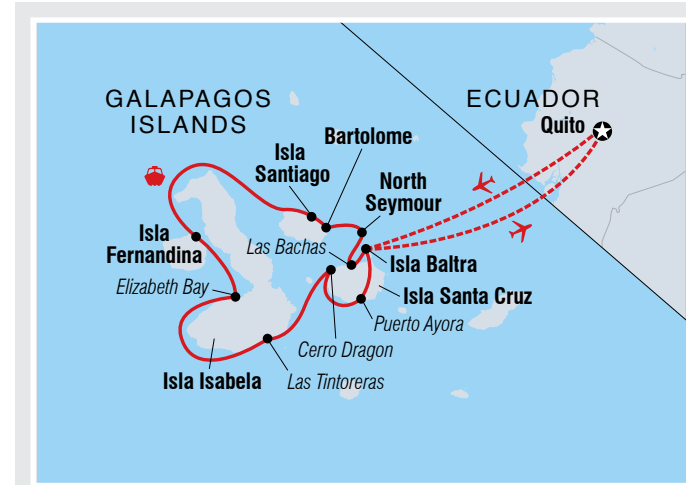 GALAPAGOS
ISLANDS
ECUADOR
Quito
Bartolome
Isla
Santiago
North
Seymour
Isla
Fernandina
Las Bachas
Isla Baltra
Elizabeth Bay
Isla Santa Cruz
Puerto Ayora
Cerro Dragon
Isla Isabela
Las Tintoreras